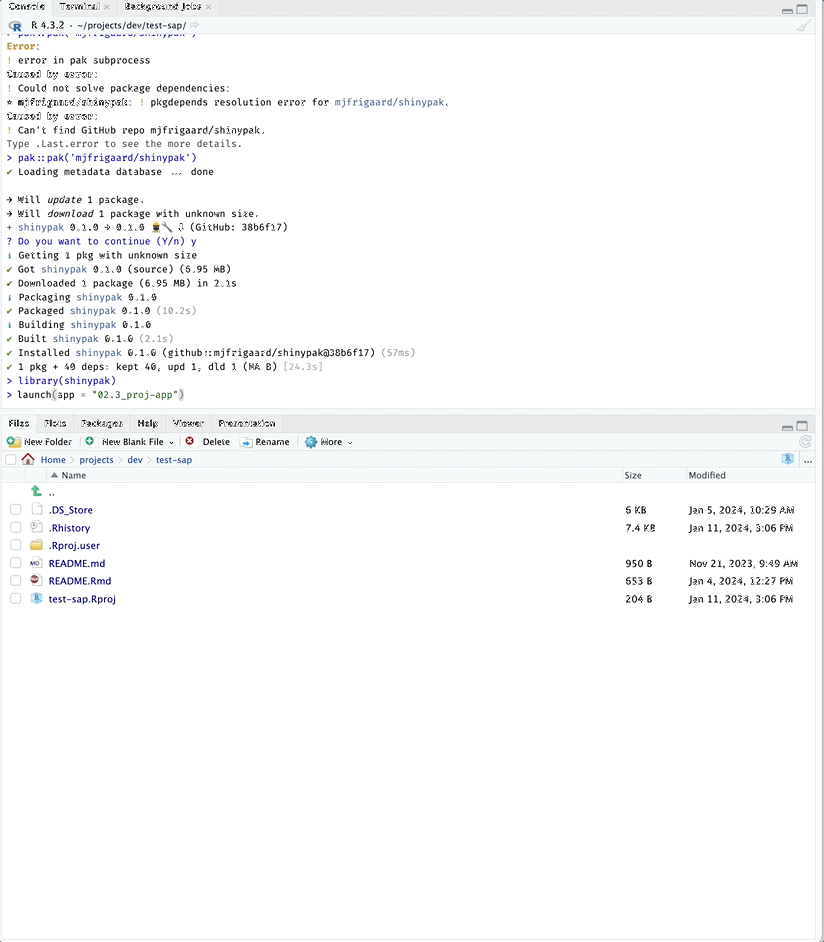 Console Terminal × Background Jobs ×
R 4.3.2 · ~/projects/dev/test-sap/
> pak::pak('mjfrigaard/shinypak')
Error:
! error in pak subprocess
Caused by error:
! Could not solve package dependencies:
* mjfrigaard/shinypak: ! pkgdepends resolution error for mjfrigaard/shinypak.
Caused by error:
! Can't find GitHub repo mjfrigaard/shinypak.
Type .Last.error to see the more details.
> pak::pak('mjfrigaard/shinypak')
✔ Loading metadata database ... done
→ Will update 1 package.
→ Will download 1 package with unknown size.
+ shinypak 0.1.0 → 0.1.0 👷🔧 ⇩ (GitHub: 38b6f17)
? Do you want to continue (Y/n) y
ℹ Getting 1 pkg with unknown size
✔ Got shinypak 0.1.0 (source) (6.95 MB)
✔ Downloaded 1 package (6.95 MB) in 2.1s
ℹ Packaging shinypak 0.1.0
✔ Packaged shinypak 0.1.0 (10.2s)
ℹ Building shinypak 0.1.0
✔ Built shinypak 0.1.0 (2.1s)
✔ Installed shinypak 0.1.0 (github::mjfrigaard/shinypak@38b6f17) (57ms)
✔ 1 pkg + 40 deps: kept 40, upd 1, dld 1 (NA B) [24.3s]
> library(shinypak)
> launch(app = "02.3_proj-app")
Files Plots Packages Help Viewer Presentation
New Folder New Blank File Delete Rename More
Home > projects > dev > test-sap ...
Name Size Modified
..
.DS_Store 6 KB Jan 5, 2024, 10:29 AM
.Rhistory 7.4 KB Jan 11, 2024, 3:06 PM
.Rproj.user
README.md 950 B Nov 21, 2023, 9:49 AM
README.Rmd 653 B Jan 4, 2024, 12:27 PM
test-sap.Rproj 204 B Jan 11, 2024, 3:06 PM